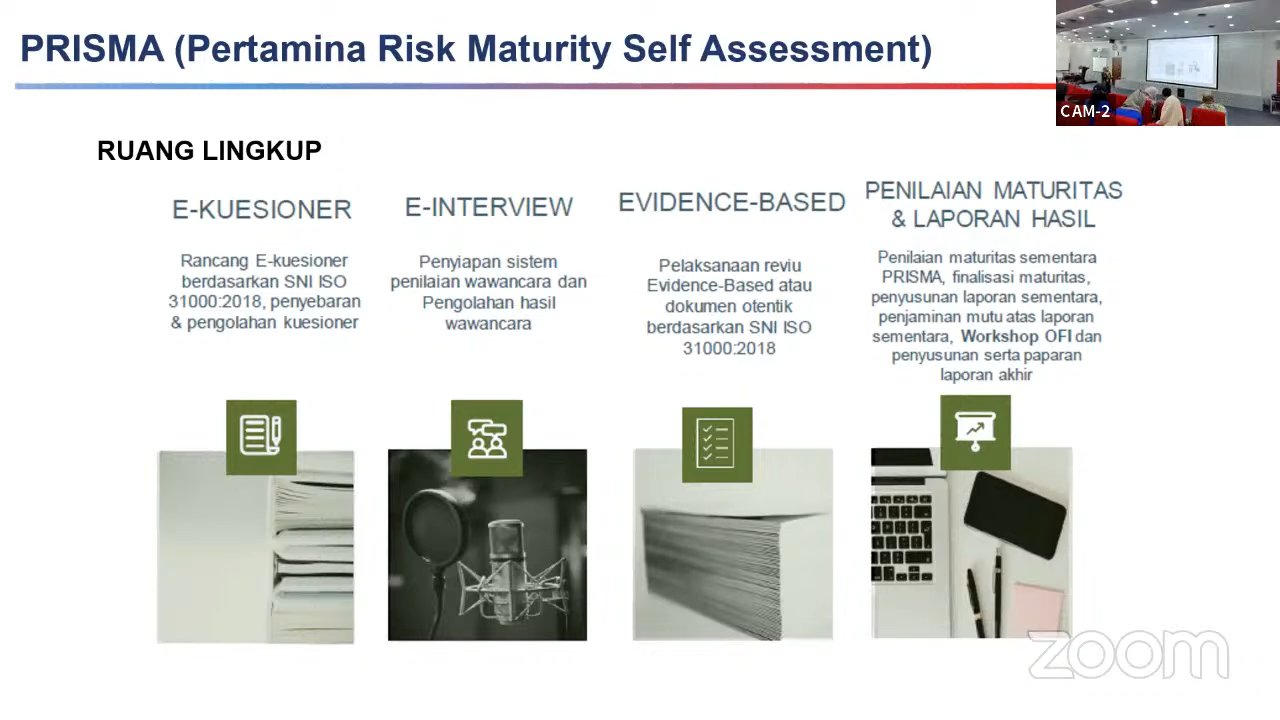 PRISMA (Pertamina Risk Maturity Self Assessment)
CAM-2
RUANG LINGKUP
E-KUESIONER
Rancang E-kuesioner
berdasarkan SNI ISO
31000:2018, penyebaran
& pengolahan kuesioner
E-INTERVIEW
Penyiapan sistem
penilaian wawancara dan
Pengolahan hasil
wawancara
EVIDENCE-BASED
Pelaksanaan reviu
Evidence-Based atau
dokumen otentik
berdasarkan SNI ISO
31000:2018
PENILAIAN MATURITAS
& LAPORAN HASIL
Penilaian maturitas sementara
PRISMA, finalisasi maturitas,
penyusunan laporan sementara,
penjaminan mutu atas laporan
sementara, Workshop OFI dan
penyusunan serta paparan
laporan akhir
zoom